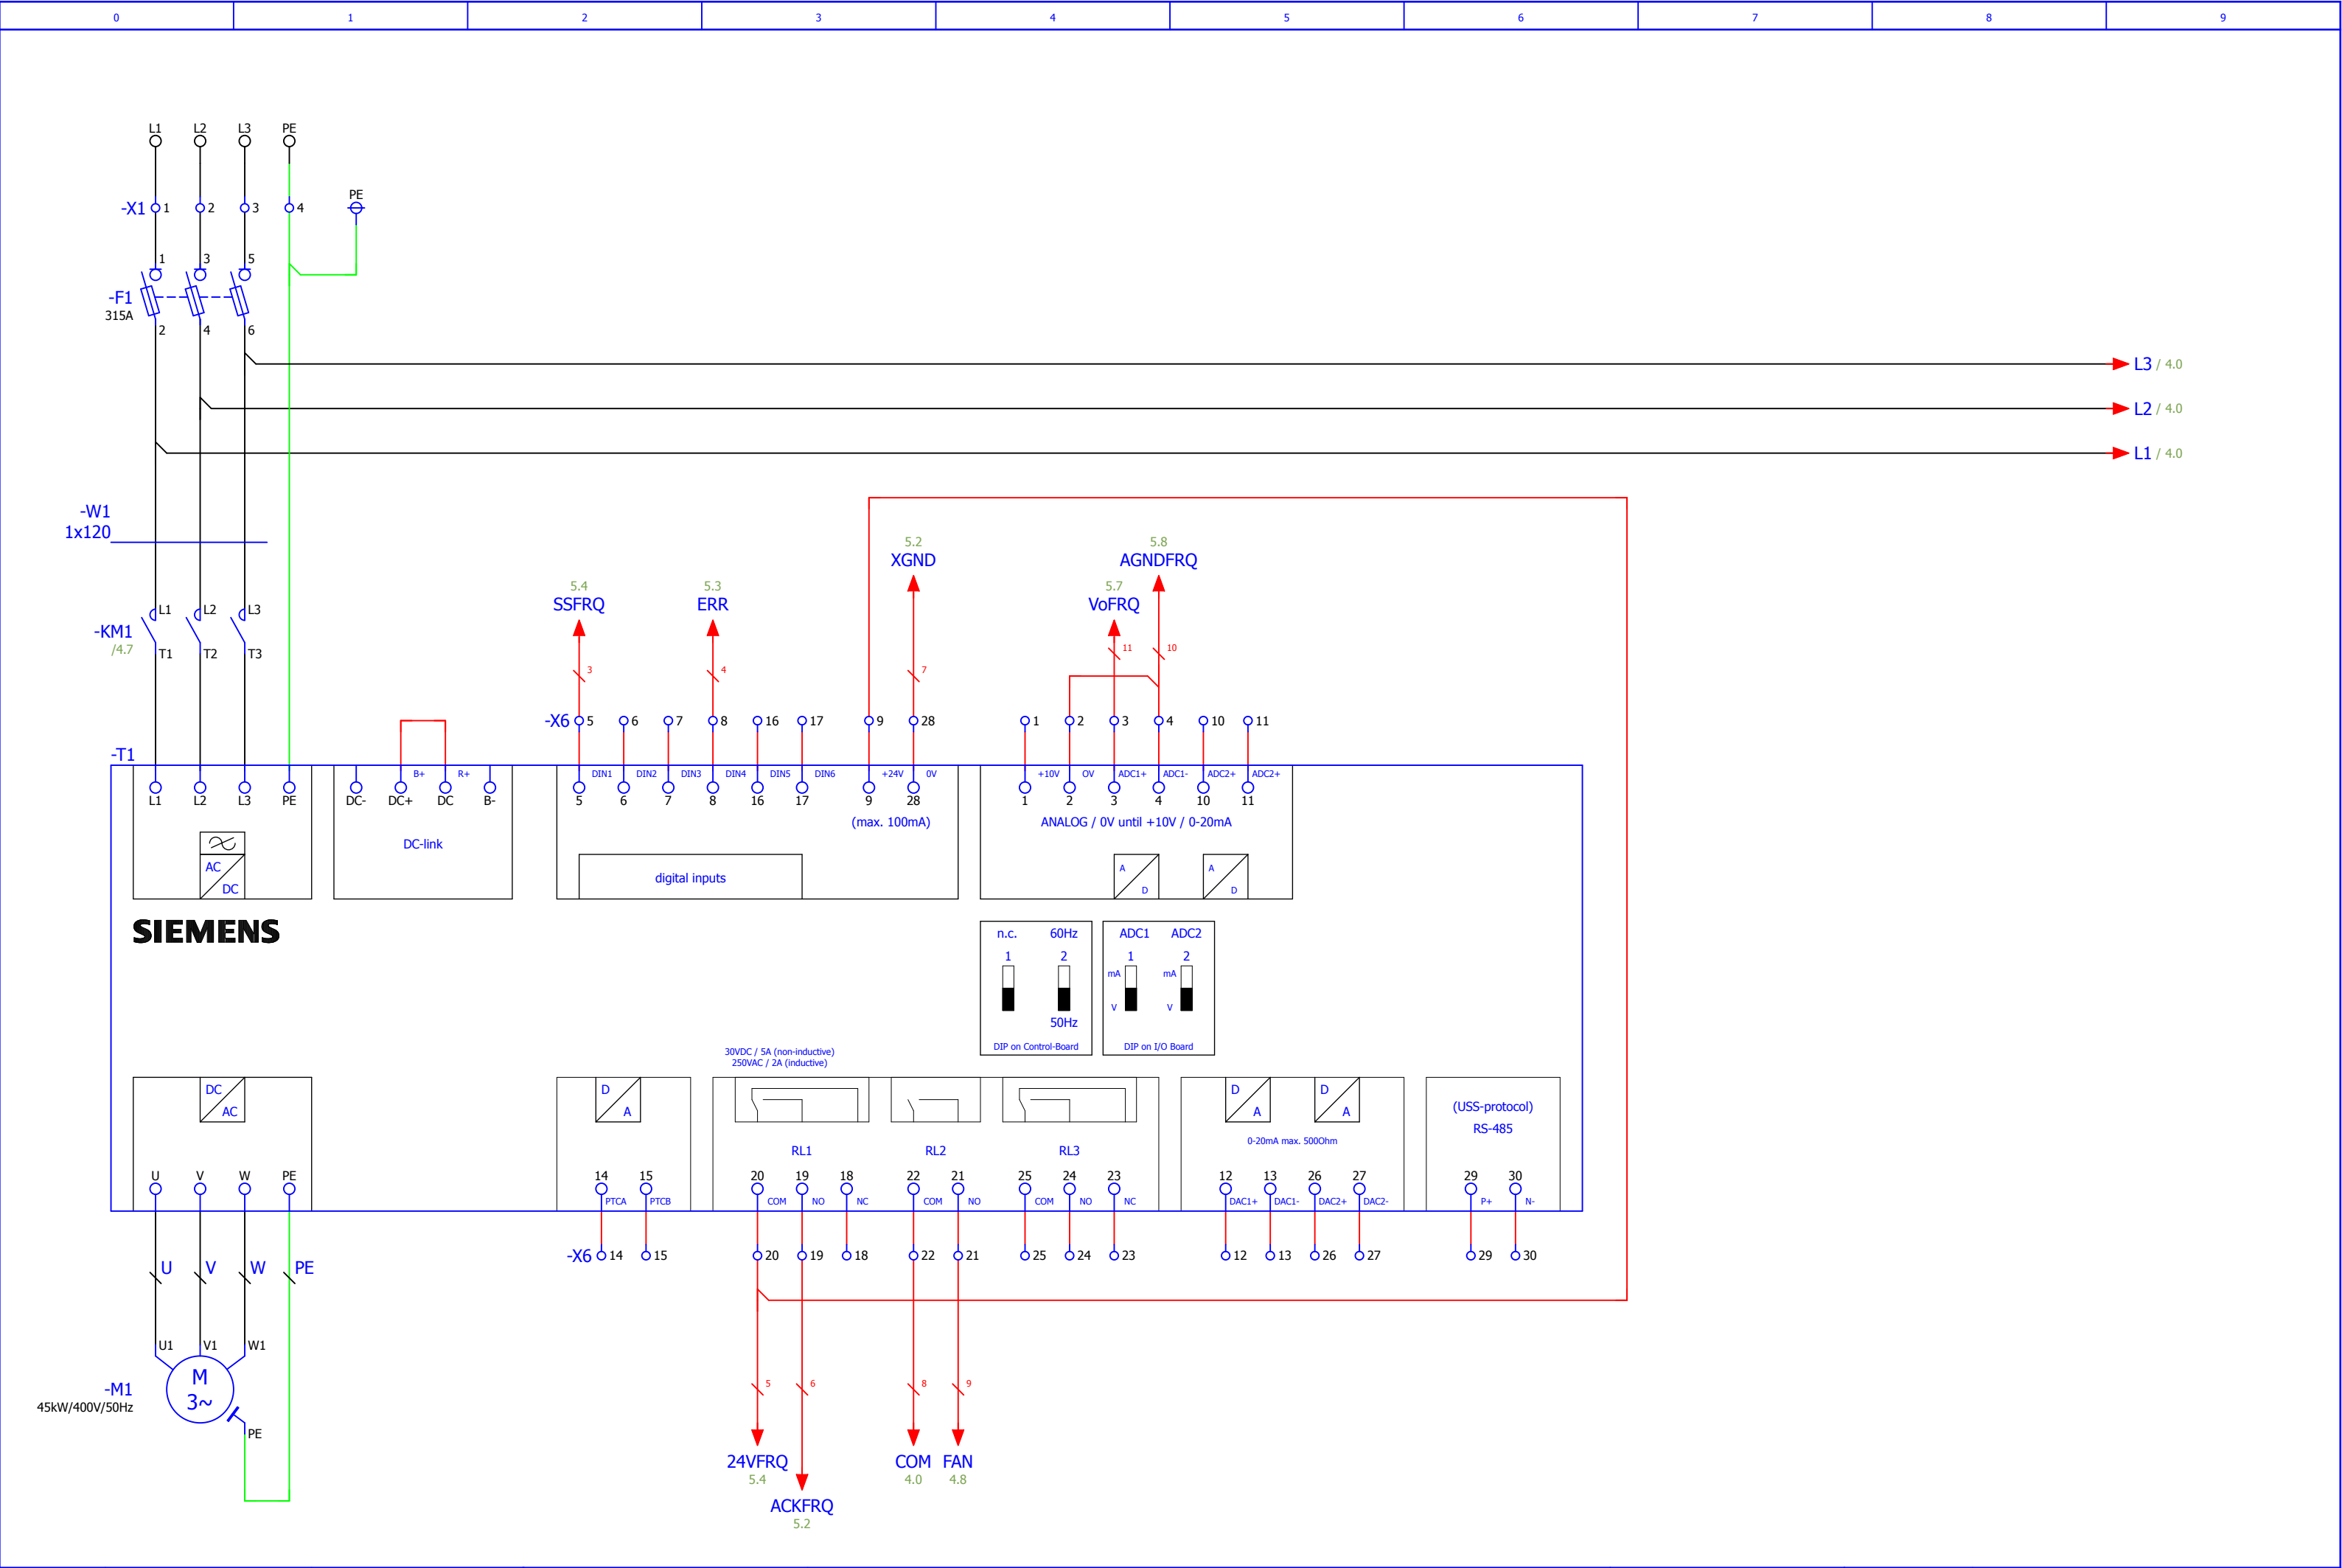 0 1 2 3 4 5 6 7 8 9
L1 L2 L3 PE
PE
-X1 1 2 3 4
1 3 5
-F1
315A
2 4 6
L3 / 4.0
L2 / 4.0
L1 / 4.0
-W1
1x120
5.2 5.8
XGND AGNDFRQ
5.4 5.3 5.7
SSFRQ ERR VoFRQ
L1 L2 L3
-KM1
/4.7
T1 T2 T3
11 10
3 4 7
-X6 5 6 7 8 16 17 9 28 1 2 3 4 10 11
-T1
B+ R+ DIN1 DIN2 DIN3 DIN4 DIN5 DIN6 +24V 0V +10V OV ADC1+ ADC1- ADC2+ ADC2+
L1 L2 L3 PE DC- DC+ DC B- 5 6 7 8 16 17 9 28 1 2 3 4 10 11
(max. 100mA) ANALOG / 0V until +10V / 0-20mA
DC-link
AC
DC
digital inputs
A
D
A
D
SIEMENS
n.c. 60Hz ADC1 ADC2
1 2 1 2
mA mA
V V
50Hz
DIP on Control-Board DIP on I/O Board
30VDC / 5A (non-inductive)
250VAC / 2A (inductive)
DC
AC
D
A
D
A
D
A
(USS-protocol)
RS-485
0-20mA max. 500Ohm
RL1 RL2 RL3
U V W PE 14 15 20 19 18 22 21 25 24 23 12 13 26 27 29 30
PTCA PTCB COM NO NC COM NO COM NO NC DAC1+ DAC1- DAC2+ DAC2- P+ N-
-X6 14 15 20 19 18 22 21 25 24 23 12 13 26 27 29 30
U V W PE
U1 V1 W1
M
3~
-M1
45kW/400V/50Hz
PE
5 6 8 9
24VFRQ COM FAN
5.4 4.0 4.8
ACKFRQ
5.2